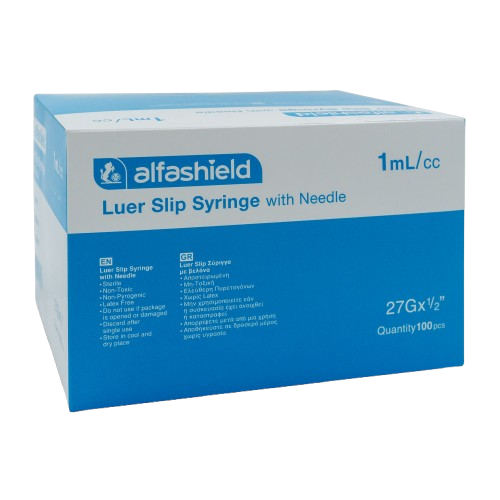 1mL/cc
alfashield
1mL/cc
Luer Slip Syringe with Needle
EN
Luer Slip Syringe
with Needle
• Sterile
• Non-Toxic
• Non-Pyrogenic
• Latex Free
• Do not use if package
is opened or damaged
• Discard after
single use
• Store in cool and
dry place
GR
Luer Slip Σύριγγα
με βελόνα
• Αποστειρωμένη
• Μη-Τοξική
• Ελεύθερη Πυρετογόνων
• Χωρίς Latex
• Μην χρησιμοποιείτε εάν
η συσκευασία έχει ανοιχθεί
ή καταστραφεί
• Απορρίψετε μετά από μια χρήση
• Αποθηκεύστε σε δροσερό μέρος
χωρίς υγρασία
27Gx1/2"
Quantity 100pcs